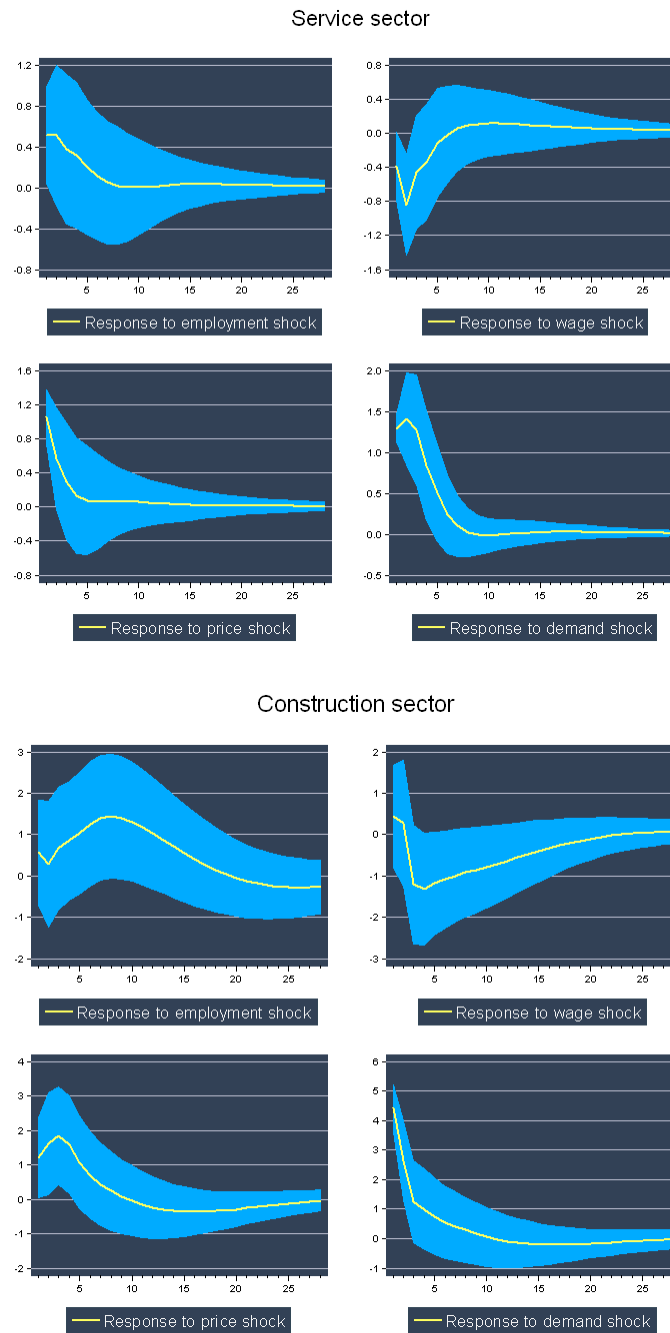 Service sector
1.2
0.8
0.4
0.0
-0.4
-0.8
5 10 15 20 25
Response to employment shock
0.8
0.4
0.0
-0.4
-0.8
-1.2
-1.6
5 10 15 20 25
Response to wage shock
1.6
1.2
0.8
0.4
0.0
-0.4
-0.8
5 10 15 20 25
Response to price shock
2.0
1.5
1.0
0.5
0.0
-0.5
5 10 15 20 25
Response to demand shock
Construction sector
3
2
1
0
-1
-2
5 10 15 20 25
Response to employment shock
2
1
0
-1
-2
-3
5 10 15 20 25
Response to wage shock
4
3
2
1
0
-1
-2
5 10 15 20 25
Response to price shock
6
5
4
3
2
1
0
-1
5 10 15 20 25
Response to demand shock